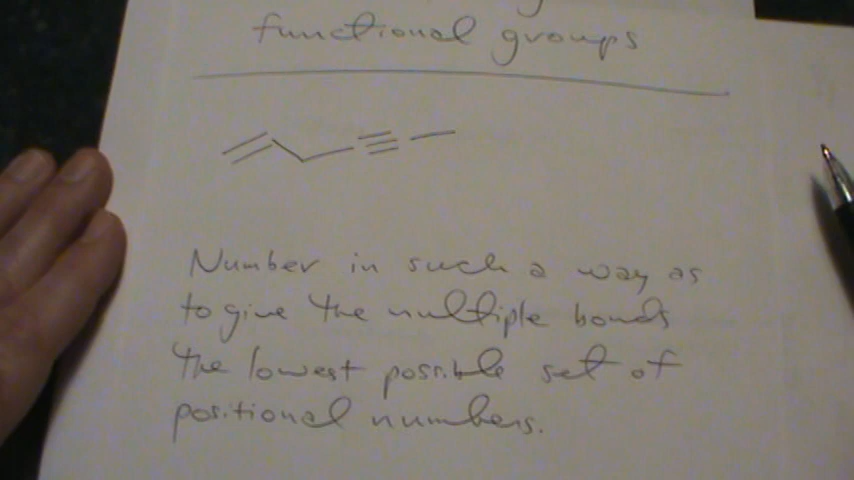 functional groups
Number in such a way as
to give the multiple bonds
the lowest possible set of
positional numbers.